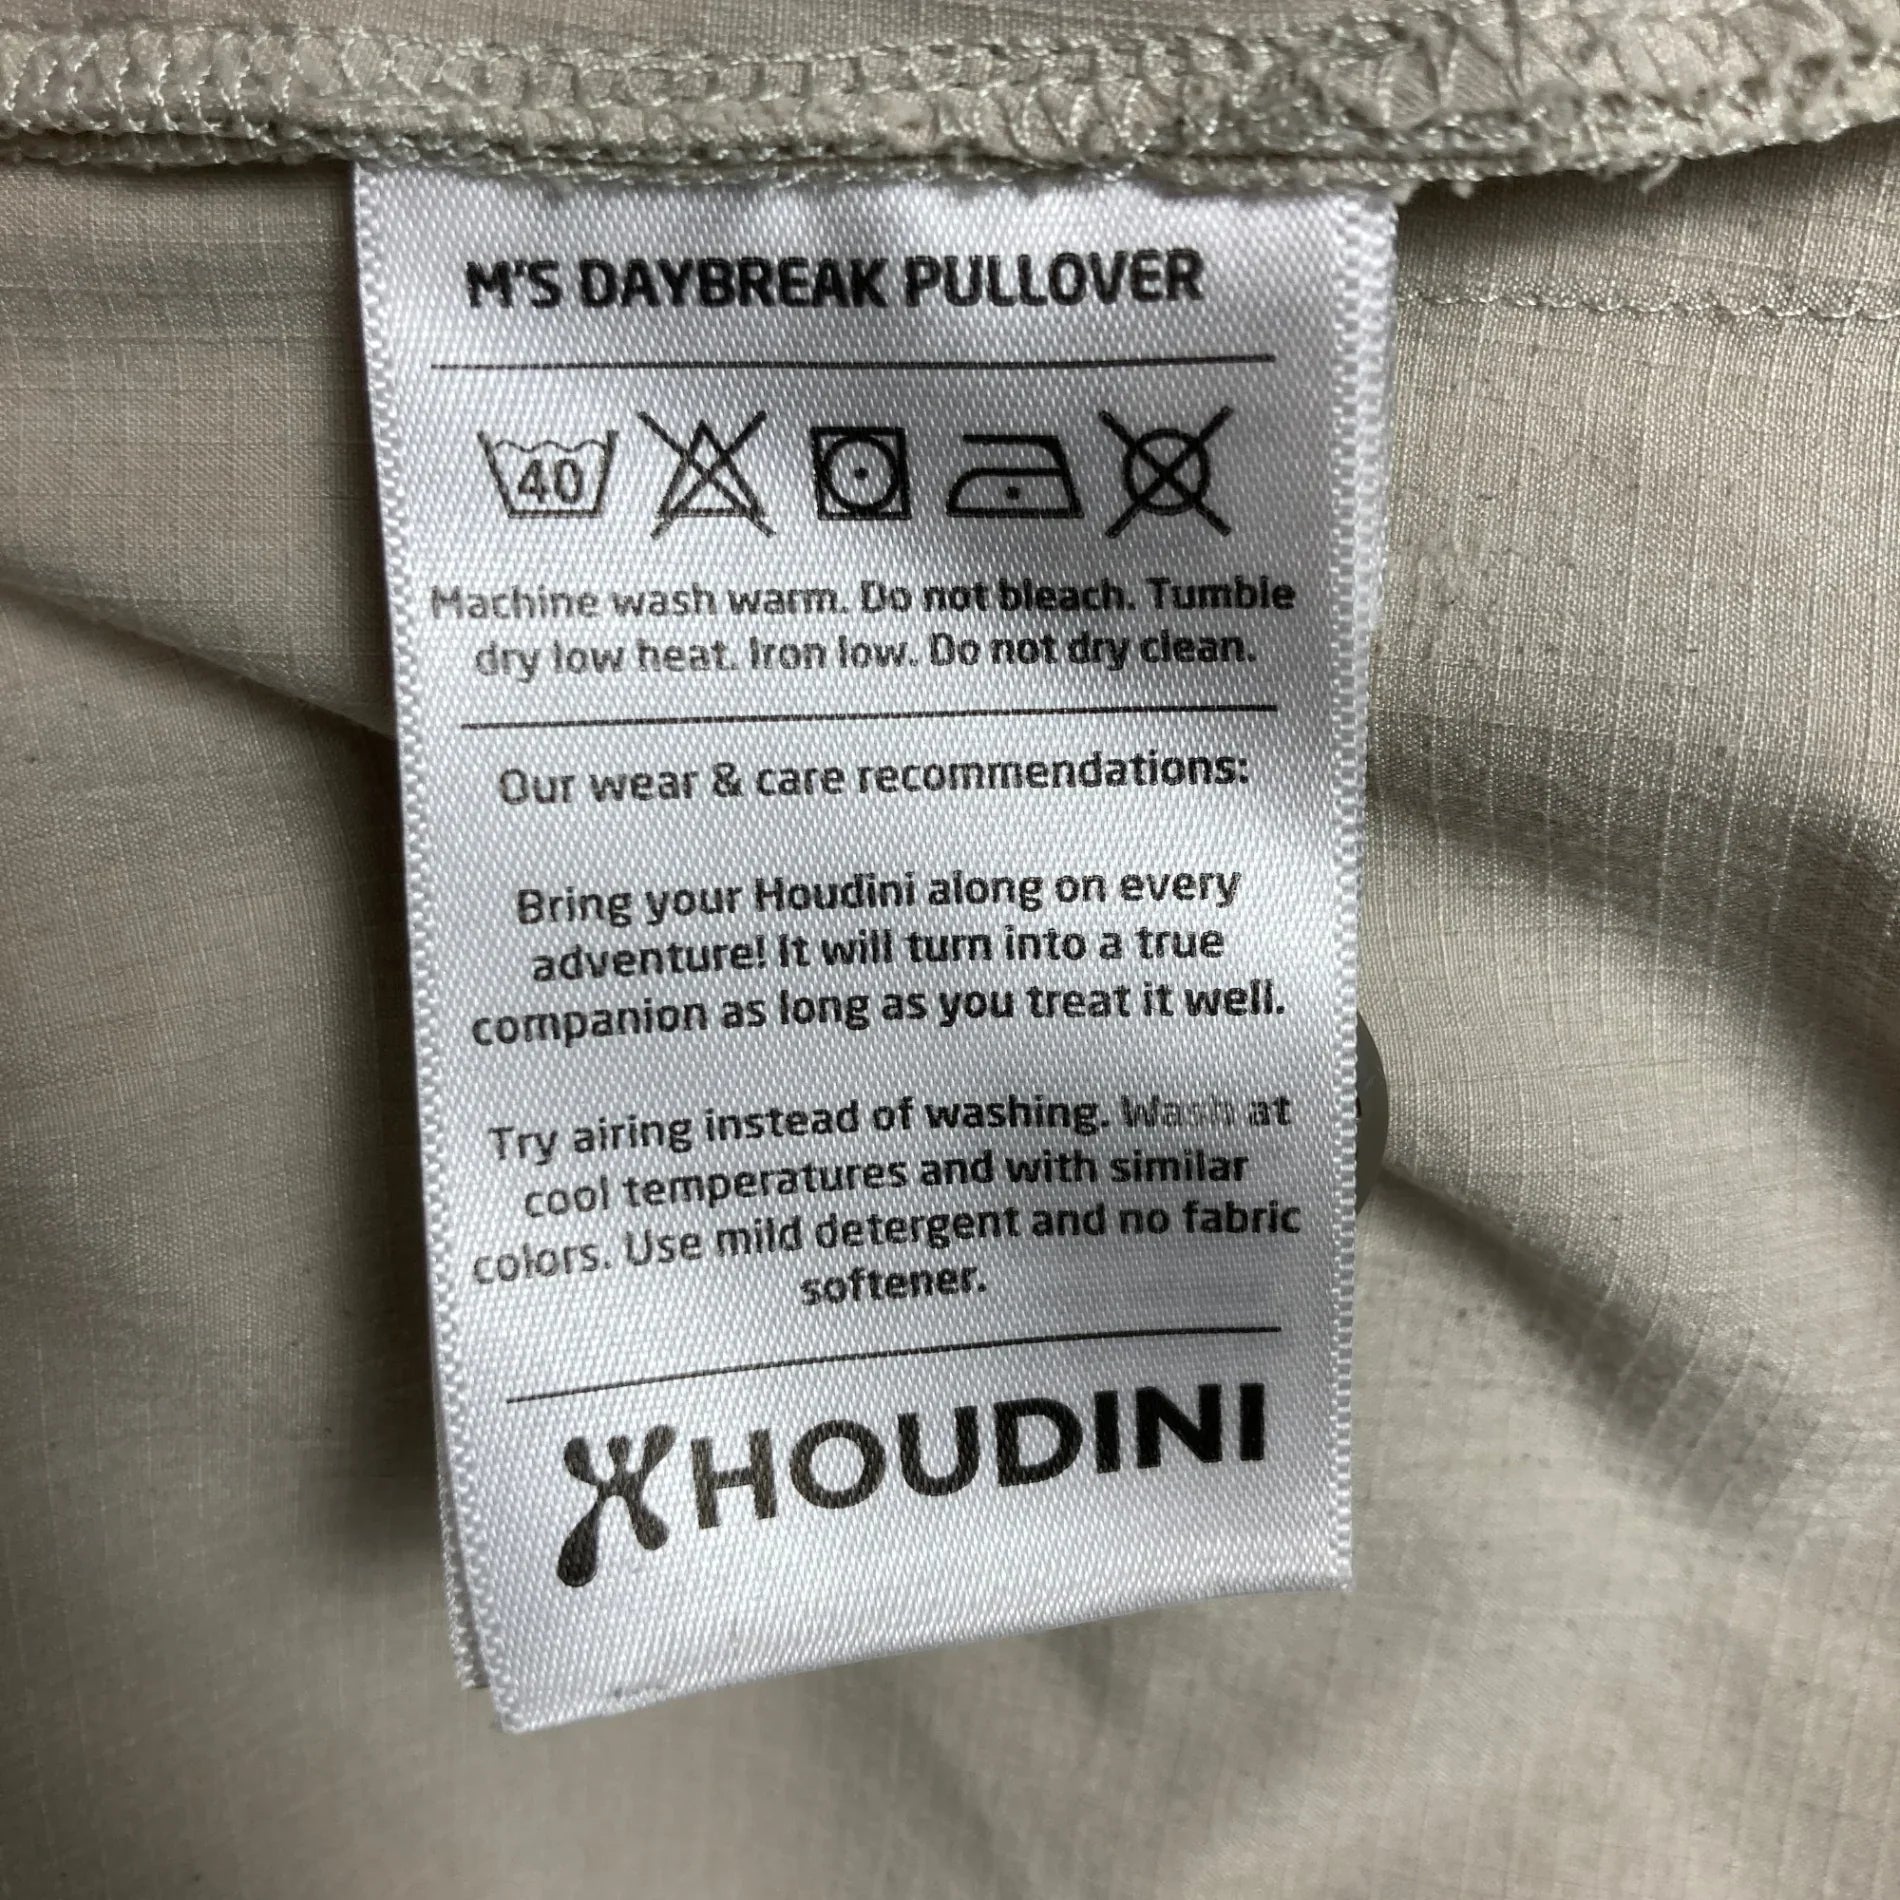 M'S DAYBREAK PULLOVER
40
Machine wash warm. Do not bleach. Tumble
dry low heat. Iron low. Do not dry clean.
Our wear & care recommendations:
Bring your Houdini along on every
adventure! It will turn into a true
companion as long as you treat it well.
Try airing instead of washing. Wash at
cool temperatures and with similar
colors. Use mild detergent and no fabric
softener.
HOUDINI